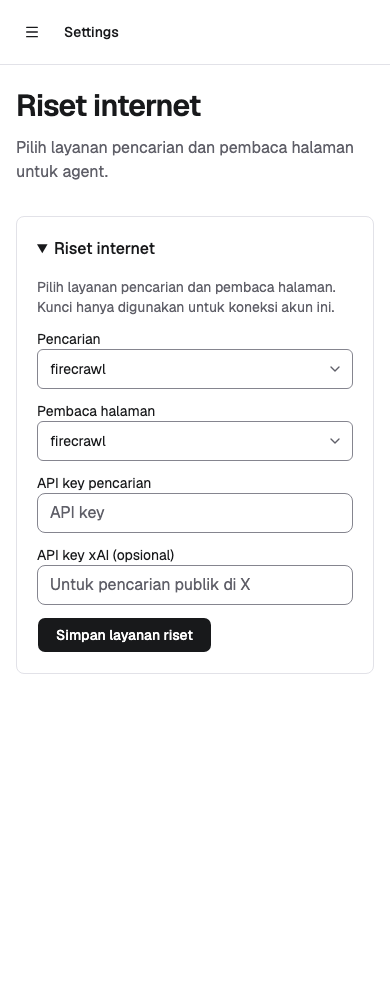 Settings
Riset internet
Pilih layanan pencarian dan pembaca halaman
untuk agent.
Riset internet
Pilih layanan pencarian dan pembaca halaman.
Kunci hanya digunakan untuk koneksi akun ini.
Pencarian
firecrawl
Pembaca halaman
firecrawl
API key pencarian
API key
API key xAI (opsional)
Untuk pencarian publik di X
Simpan layanan riset